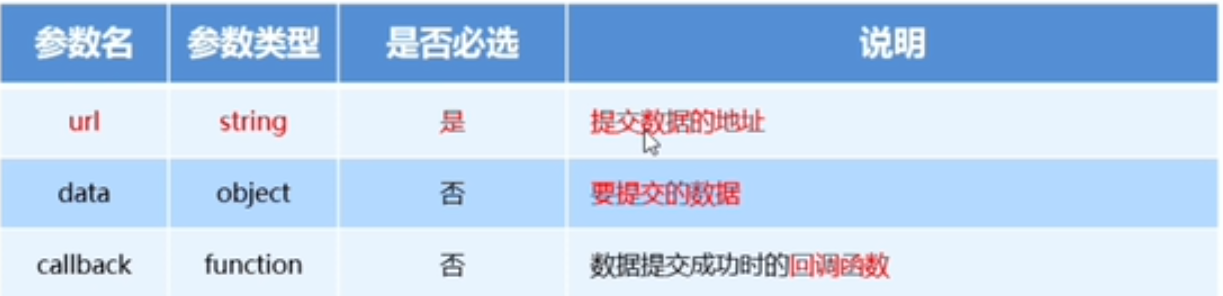 参数名 参数类型 是否必选 说明
url string 是 提交数据的地址
data object 否 要提交的数据
callback function 否 数据提交成功时的回调函数